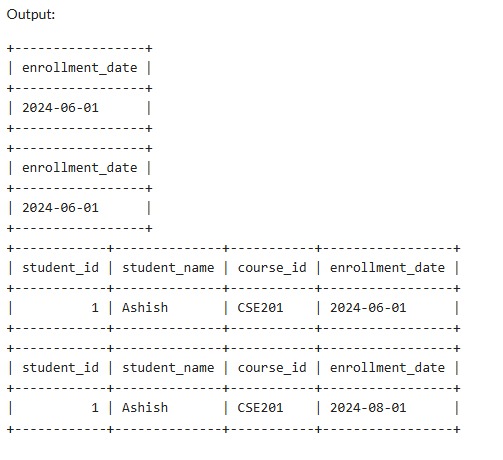 Output:
+-----------------+
| enrollment_date |
+-----------------+
| 2024-06-01      |
+-----------------+
+-----------------+
| enrollment_date |
+-----------------+
| 2024-06-01      |
+-----------------+
+------------+--------------+-----------+-----------------+
| student_id | student_name | course_id | enrollment_date |
+------------+--------------+-----------+-----------------+
|          1 | Ashish       | CSE201    | 2024-06-01      |
+------------+--------------+-----------+-----------------+
+------------+--------------+-----------+-----------------+
| student_id | student_name | course_id | enrollment_date |
+------------+--------------+-----------+-----------------+
|          1 | Ashish       | CSE201    | 2024-08-01      |
+------------+--------------+-----------+-----------------+